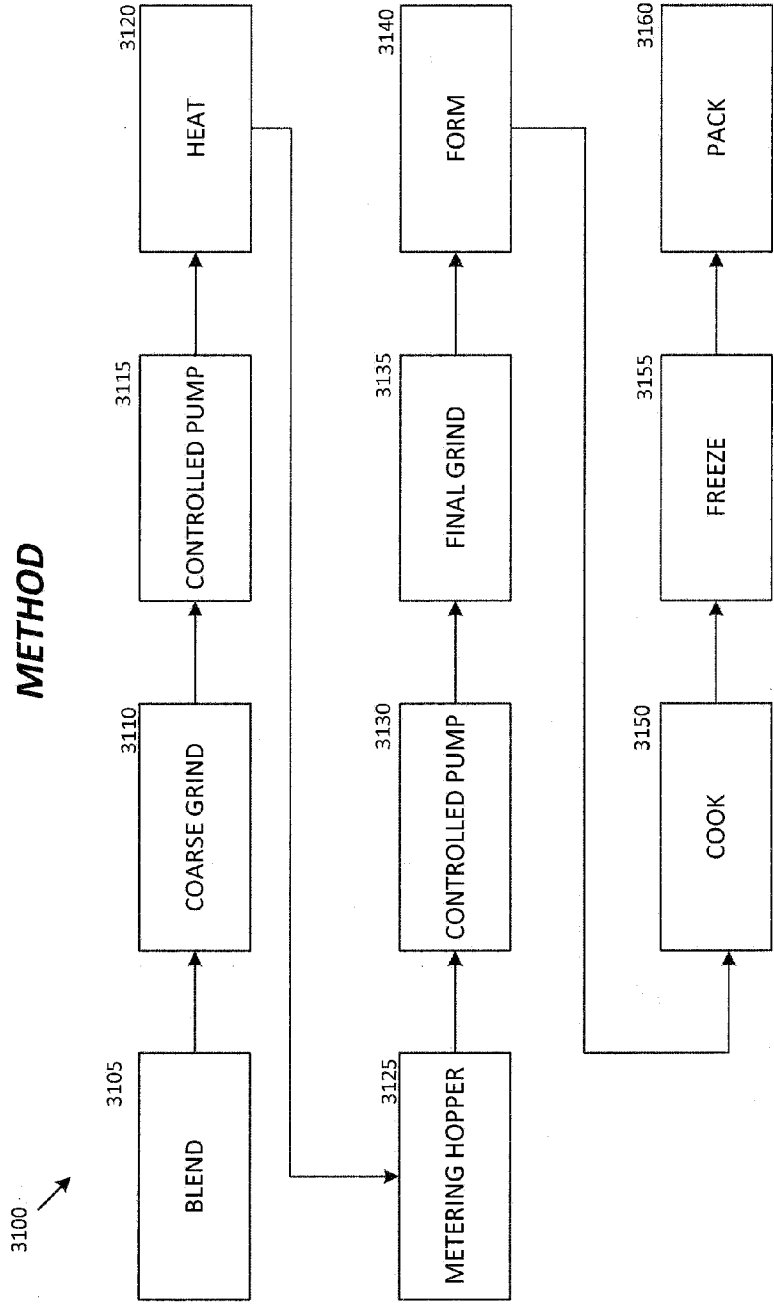 METHOD
3100
3105
BLEND
3110
COARSE GRIND
3115
CONTROLLED PUMP
3120
HEAT
3125
METERING HOPPER
3130
CONTROLLED PUMP
3135
FINAL GRIND
3140
FORM
3150
COOK
3155
FREEZE
3160
PACK